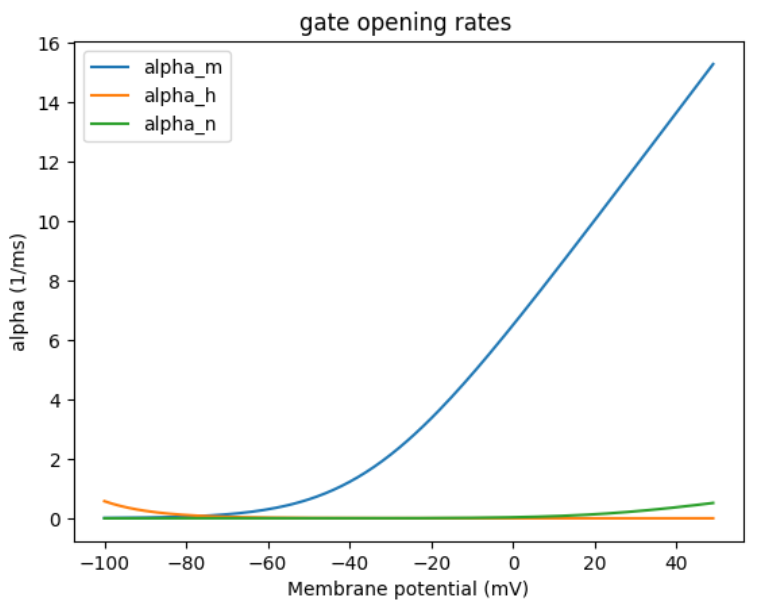 gate opening rates
alpha_m
alpha_h
alpha_n
16
14
12
10
8
6
4
2
0
alpha (1/ms)
−100 −80 −60 −40 −20 0 20 40
Membrane potential (mV)